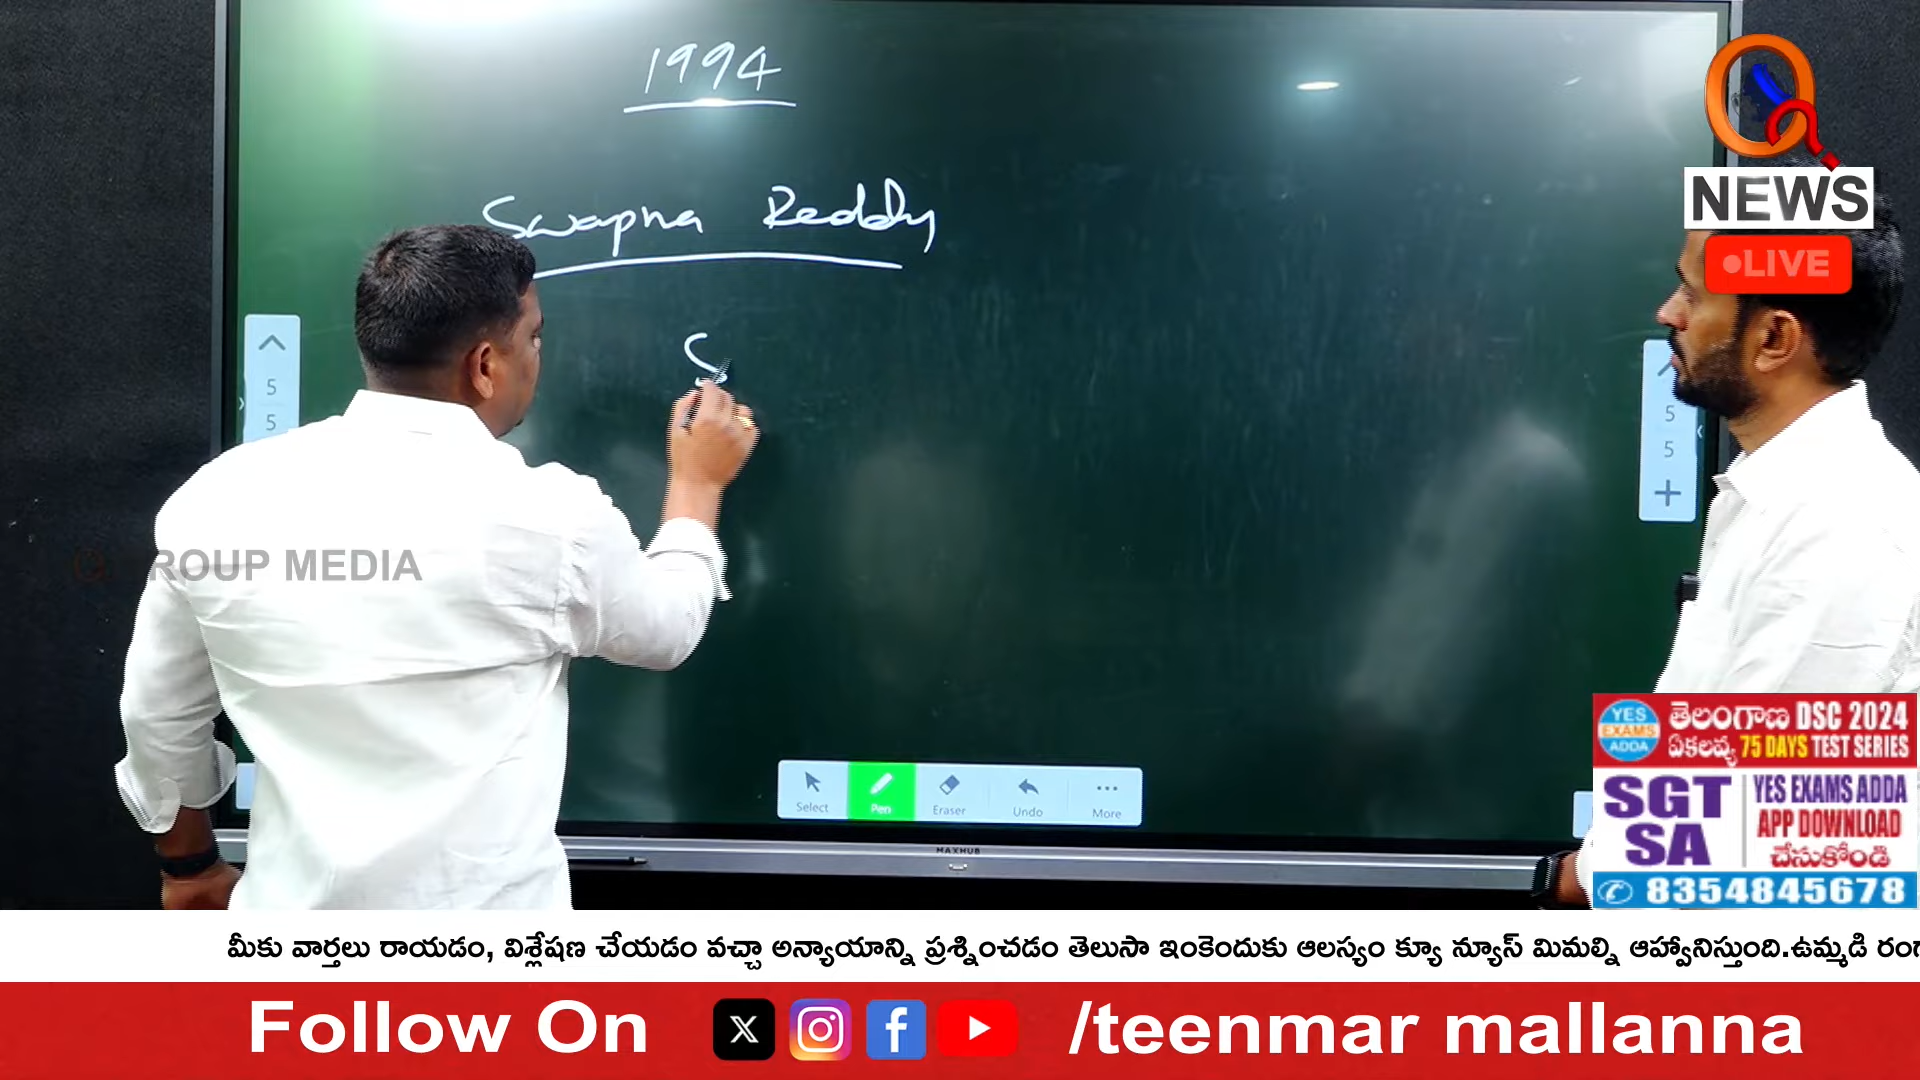 1994
Swapna Reddy
S
Q
NEWS
LIVE
5
5
5
5
GROUP MEDIA
Select
Pen
Eraser
Undo
More
MAXHUB
YES
EXAMS
ADDA
తెలంగాణ DSC 2024
ఏకలవ్య 75 DAYS TEST SERIES
SGT
SA
YES EXAMS ADDA
APP DOWNLOAD
చేసుకోండి
8354845678
మీకు వార్తలు రాయడం, విశ్లేషణ చేయడం వచ్చా అన్యాయాన్ని ప్రశ్నించడం తెలుసా ఇంకెందుకు ఆలస్యం క్యూ న్యూస్ మిమల్ని ఆహ్వానిస్తుంది.ఉమ్మడి రంగా
Follow On
/teenmar mallanna